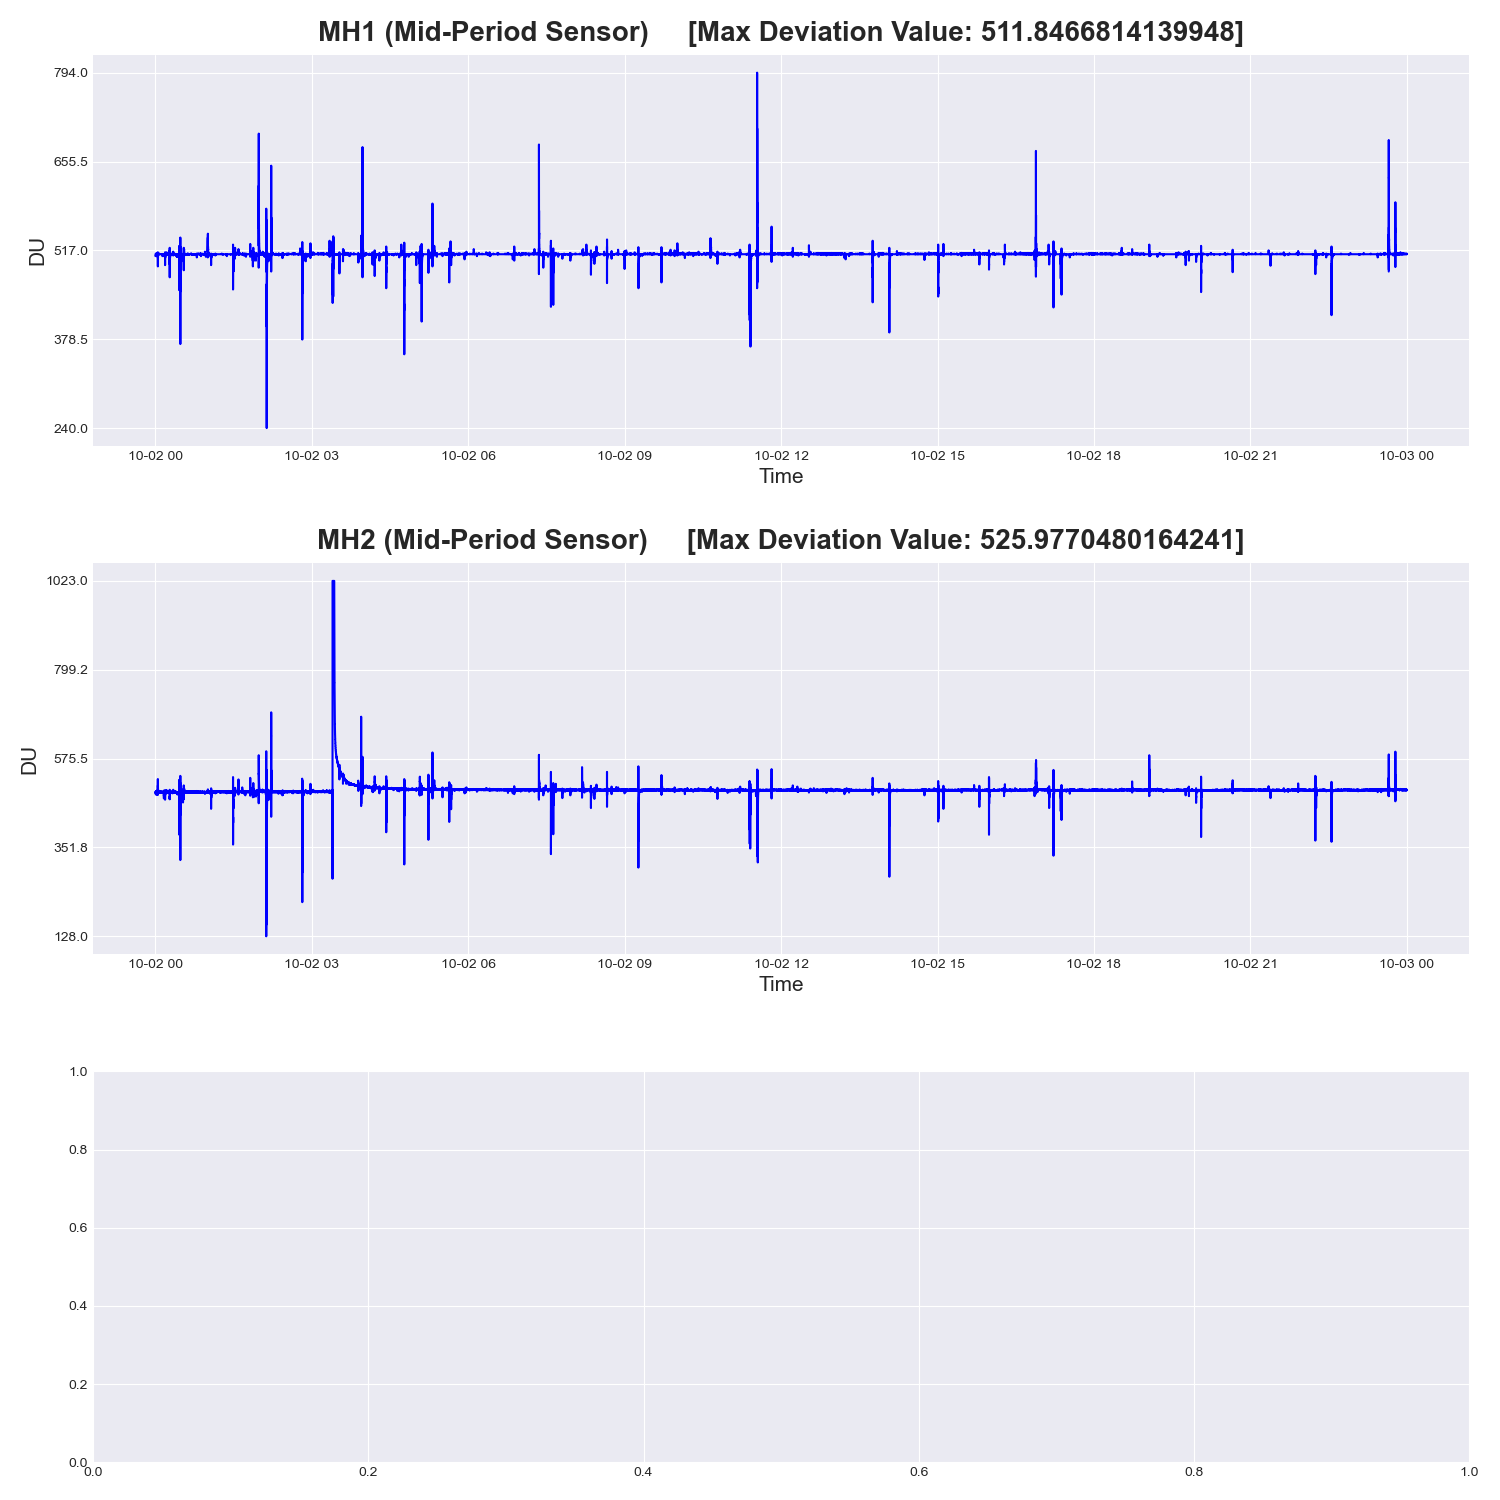 MH1 (Mid-Period Sensor) [Max Deviation Value: 511.8466814139948]
794.0
655.5
517.0
378.5
240.0
DU
10-02 00 10-02 03 10-02 06 10-02 09 10-02 12 10-02 15 10-02 18 10-02 21 10-03 00
Time
MH2 (Mid-Period Sensor) [Max Deviation Value: 525.9770480164241]
1023.0
799.2
575.5
351.8
128.0
DU
10-02 00 10-02 03 10-02 06 10-02 09 10-02 12 10-02 15 10-02 18 10-02 21 10-03 00
Time
1.0
0.8
0.6
0.4
0.2
0.0
0.0 0.2 0.4 0.6 0.8 1.0